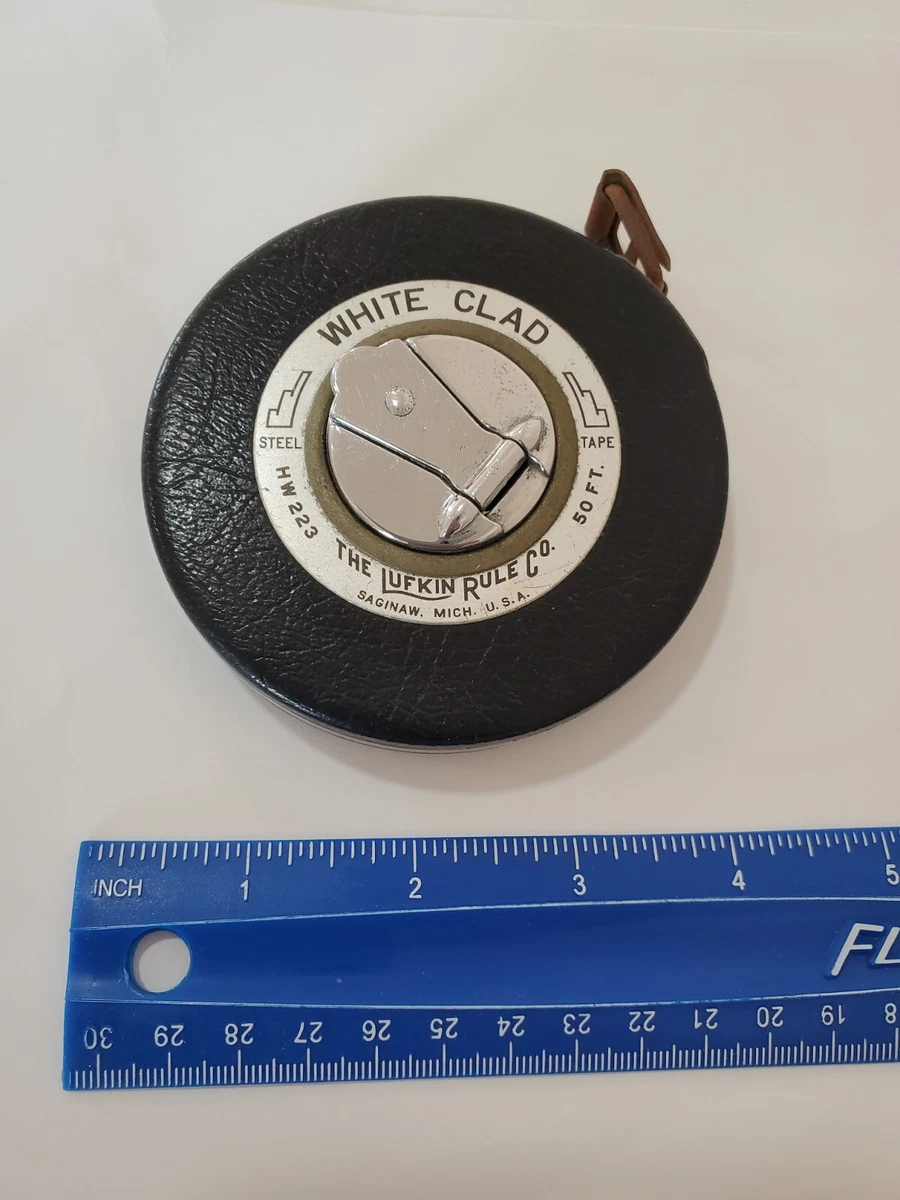 WHITE CLAD
STEEL
TAPE
HW 223
50 FT.
THE LUFKIN RULE CO.
SAGINAW, MICH. U.S.A.
INCH 1 2 3 4 5
FL
30 29 28 27 26 25 24 23 22 21 20 19 8